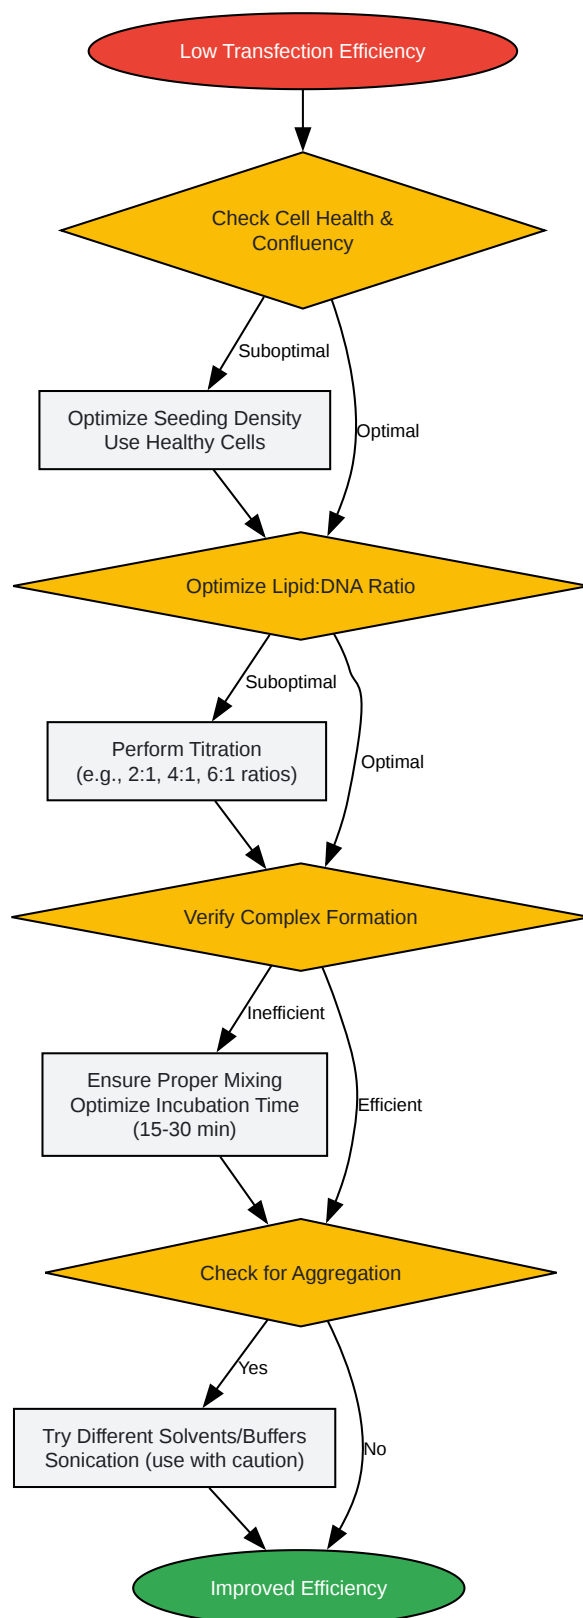 Low Transfection Efficiency
Check Cell Health &
Confluency
Suboptimal
Optimize Seeding Density
Use Healthy Cells
Optimal
Optimize Lipid:DNA Ratio
Suboptimal
Perform Titration
(e.g., 2:1, 4:1, 6:1 ratios)
Optimal
Verify Complex Formation
Inefficient
Ensure Proper Mixing
Optimize Incubation Time
(15-30 min)
Efficient
Check for Aggregation
Yes
Try Different Solvents/Buffers
Sonication (use with caution)
No
Improved Efficiency